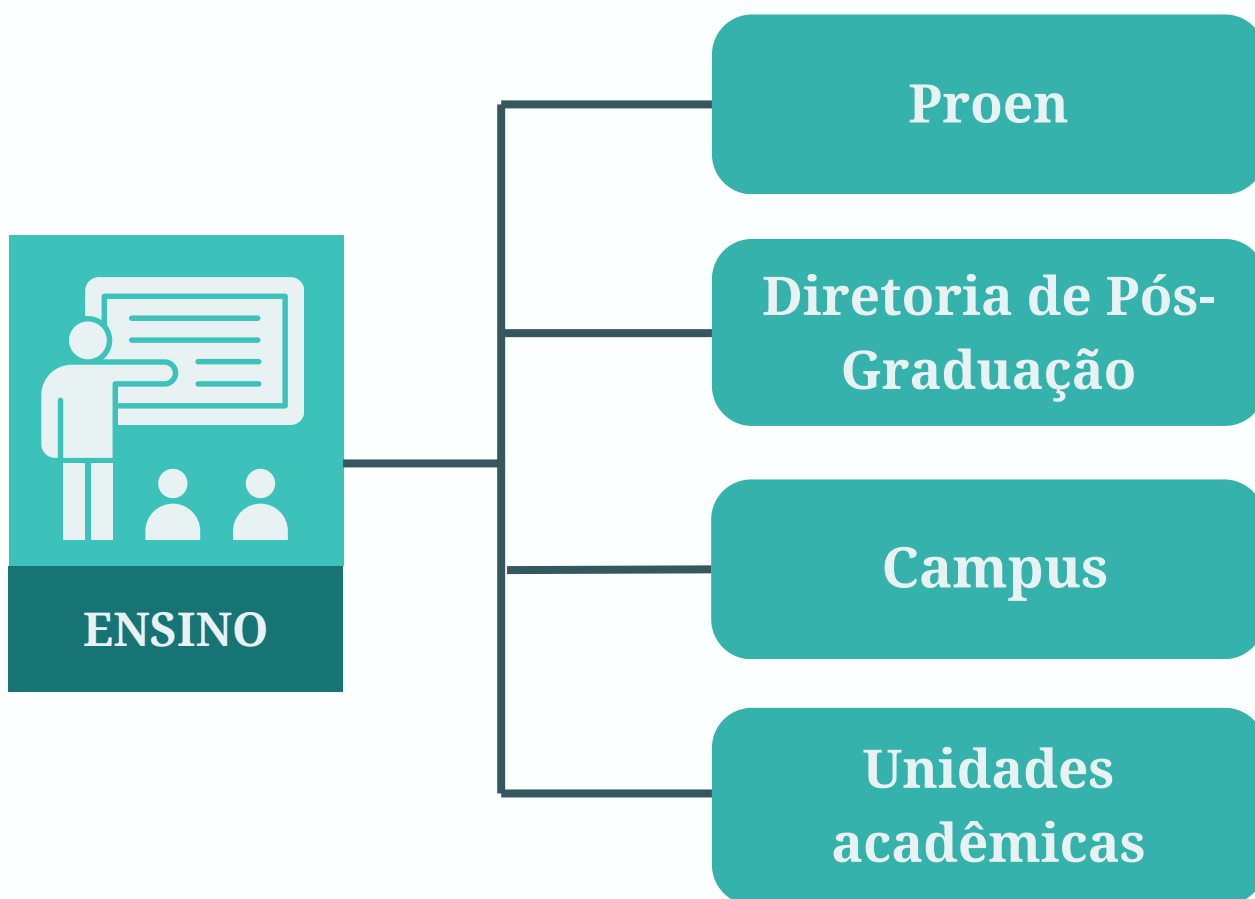 Proen
Diretoria de Pós-
Graduação
ENSINO
Campus
Unidades
acadêmicas